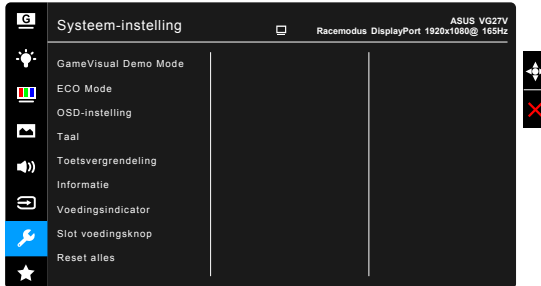 G
Systeem-instelling
ASUS VG27V
Racemodus DisplayPort 1920x1080@ 165Hz
GameVisual Demo Mode
ECO Mode
OSD-instelling
Taal
Toetsvergrendeling
Informatie
Voedingsindicator
Slot voedingsknop
Reset alles